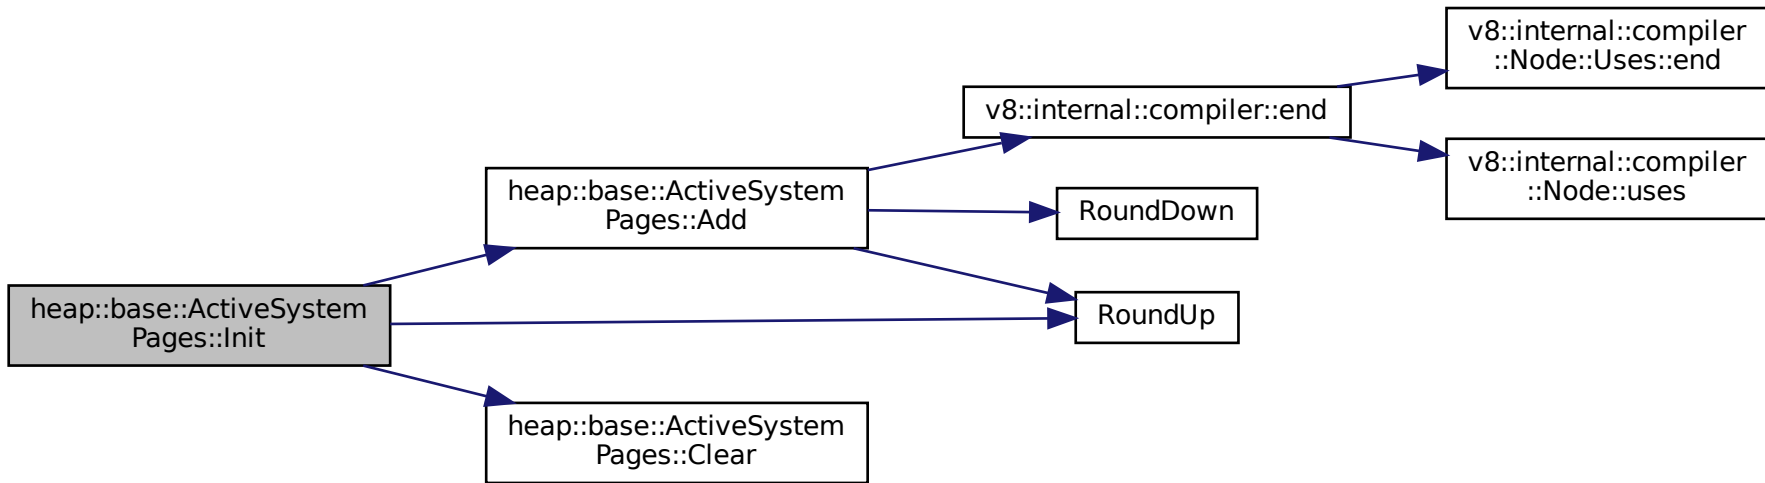 heap::base::ActiveSystem
Pages::Init
heap::base::ActiveSystem
Pages::Add
heap::base::ActiveSystem
Pages::Clear
v8::internal::compiler::end
RoundDown
RoundUp
v8::internal::compiler
::Node::Uses::end
v8::internal::compiler
::Node::uses